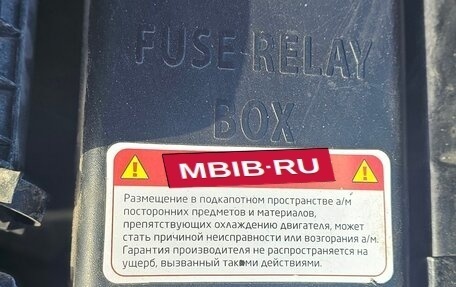 FUSE-RELAY
BOX
MBIB·RU
Размещение в подкапотном пространстве а/м
посторонних предметов и материалов,
препятствующих охлаждению двигателя, может
стать причиной неисправности или возгорания а/м.
Гарантия производителя не распространяется на
ущерб, вызванный такими действиями.